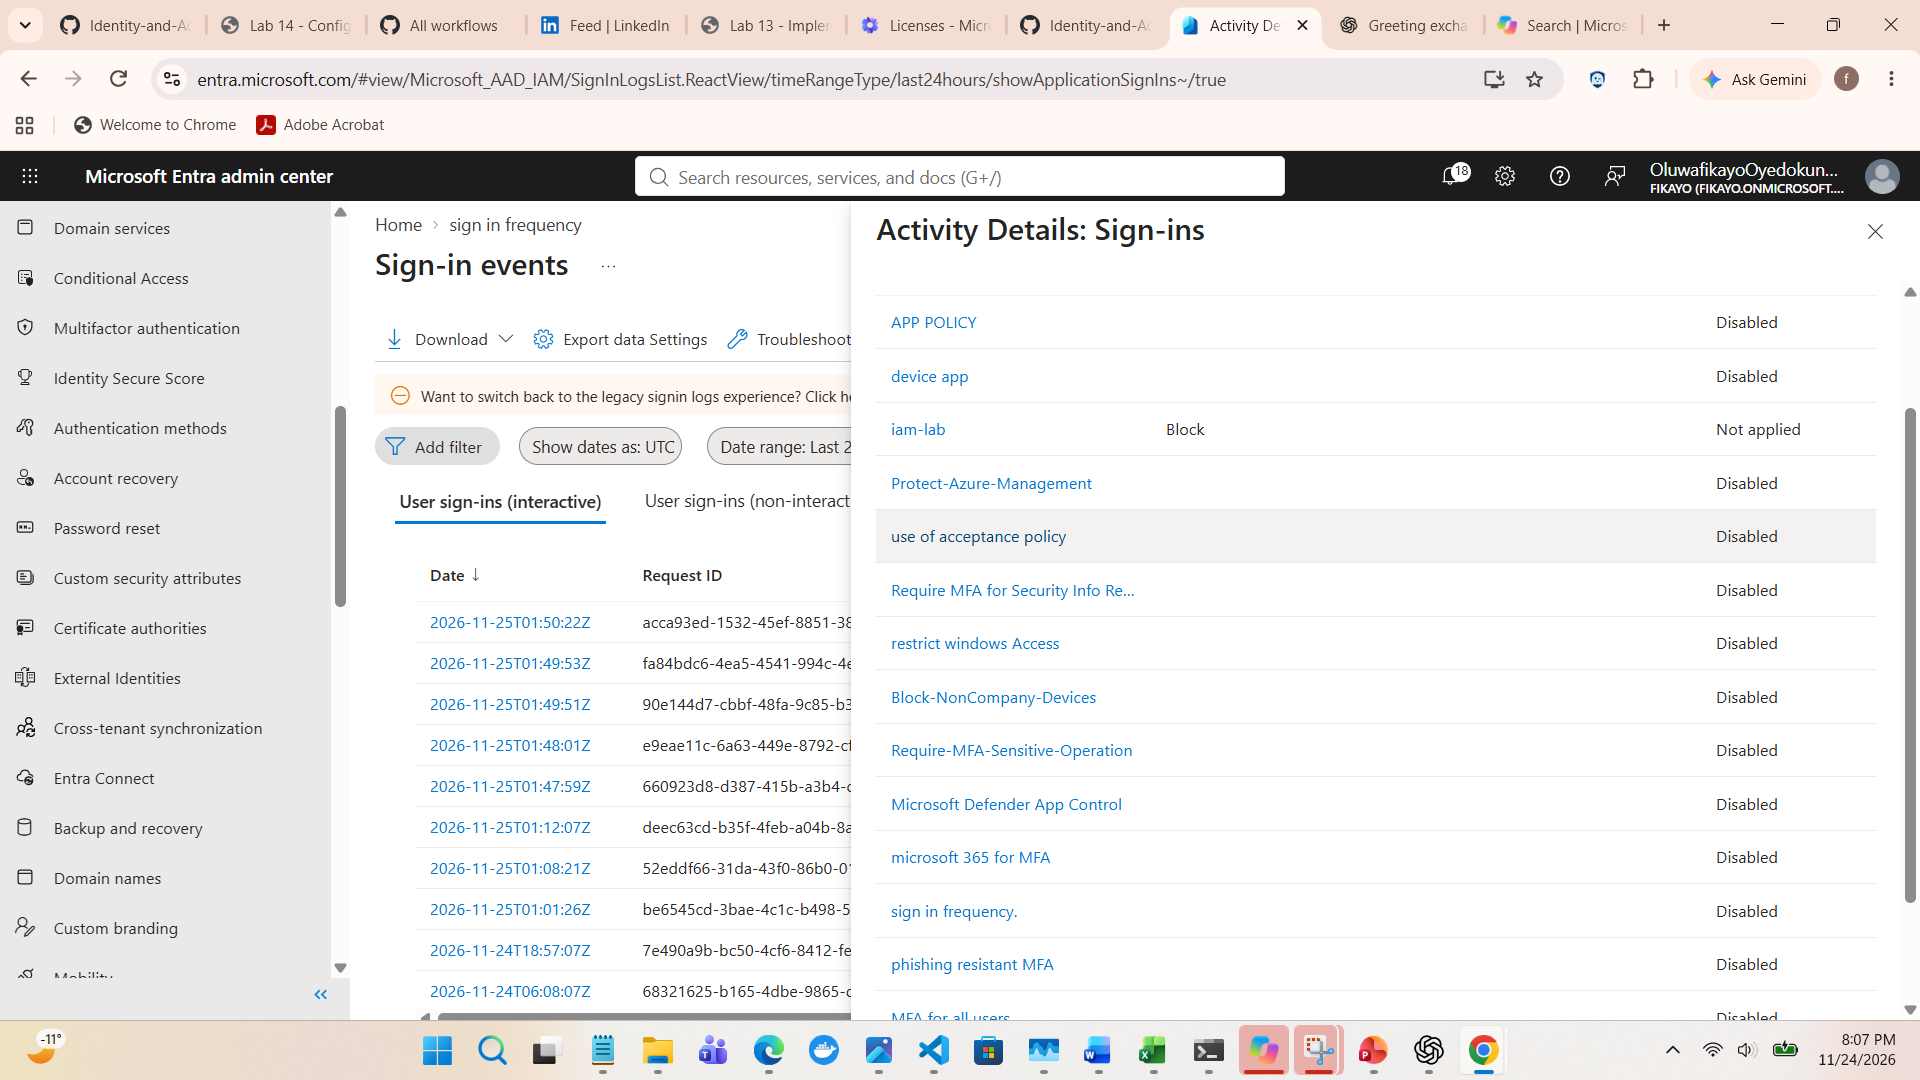 Identity-and-Ac
Lab 14 - Config
All workflows
Feed | LinkedIn
Lab 13 - Implen
Licenses - Micr
Identity-and-Ac
Activity De
Greeting excha
Search | Micros
entra.microsoft.com/#view/Microsoft_AAD_IAM/SignInLogsList.ReactView/timeRangeType/last24hours/showApplicationSignIns~/true
Ask Gemini
f
Welcome to Chrome
Adobe Acrobat
Microsoft Entra admin center
Search resources, services, and docs (G+/)
18
OluwafikayoOyedokun...
FIKAYO (FIKAYO.ONMICROSOFT....
Domain services
Conditional Access
Multifactor authentication
Identity Secure Score
Authentication methods
Account recovery
Password reset
Custom security attributes
Certificate authorities
External Identities
Cross-tenant synchronization
Entra Connect
Backup and recovery
Domain names
Custom branding
Mobility
Home > sign in frequency
Sign-in events ...
Download
Export data Settings
Troubleshoot
Want to switch back to the legacy signin logs experience? Click he
Add filter
Show dates as: UTC
Date range: Last 2
User sign-ins (interactive)
User sign-ins (non-interact
Date ↓ Request ID
2026-11-25T01:50:22Z acca93ed-1532-45ef-8851-38
2026-11-25T01:49:53Z fa84bdc6-4ea5-4541-994c-4e
2026-11-25T01:49:51Z 90e144d7-cbbf-48fa-9c85-b3
2026-11-25T01:48:01Z e9eae11c-6a63-449e-8792-cf
2026-11-25T01:47:59Z 660923d8-d387-415b-a3b4-c
2026-11-25T01:12:07Z deec63cd-b35f-4feb-a04b-8a
2026-11-25T01:08:21Z 52eddf66-31da-43f0-86b0-01
2026-11-25T01:01:26Z be6545cd-3bae-4c1c-b498-5
2026-11-24T18:57:07Z 7e490a9b-bc50-4cf6-8412-fe
2026-11-24T06:08:07Z 68321625-b165-4dbe-9865-c
Activity Details: Sign-ins
APP POLICY Disabled
device app Disabled
iam-lab Block Not applied
Protect-Azure-Management Disabled
use of acceptance policy Disabled
Require MFA for Security Info Re... Disabled
restrict windows Access Disabled
Block-NonCompany-Devices Disabled
Require-MFA-Sensitive-Operation Disabled
Microsoft Defender App Control Disabled
microsoft 365 for MFA Disabled
sign in frequency. Disabled
phishing resistant MFA Disabled
MFA for all users Disabled
-11°
8:07 PM
11/24/2026